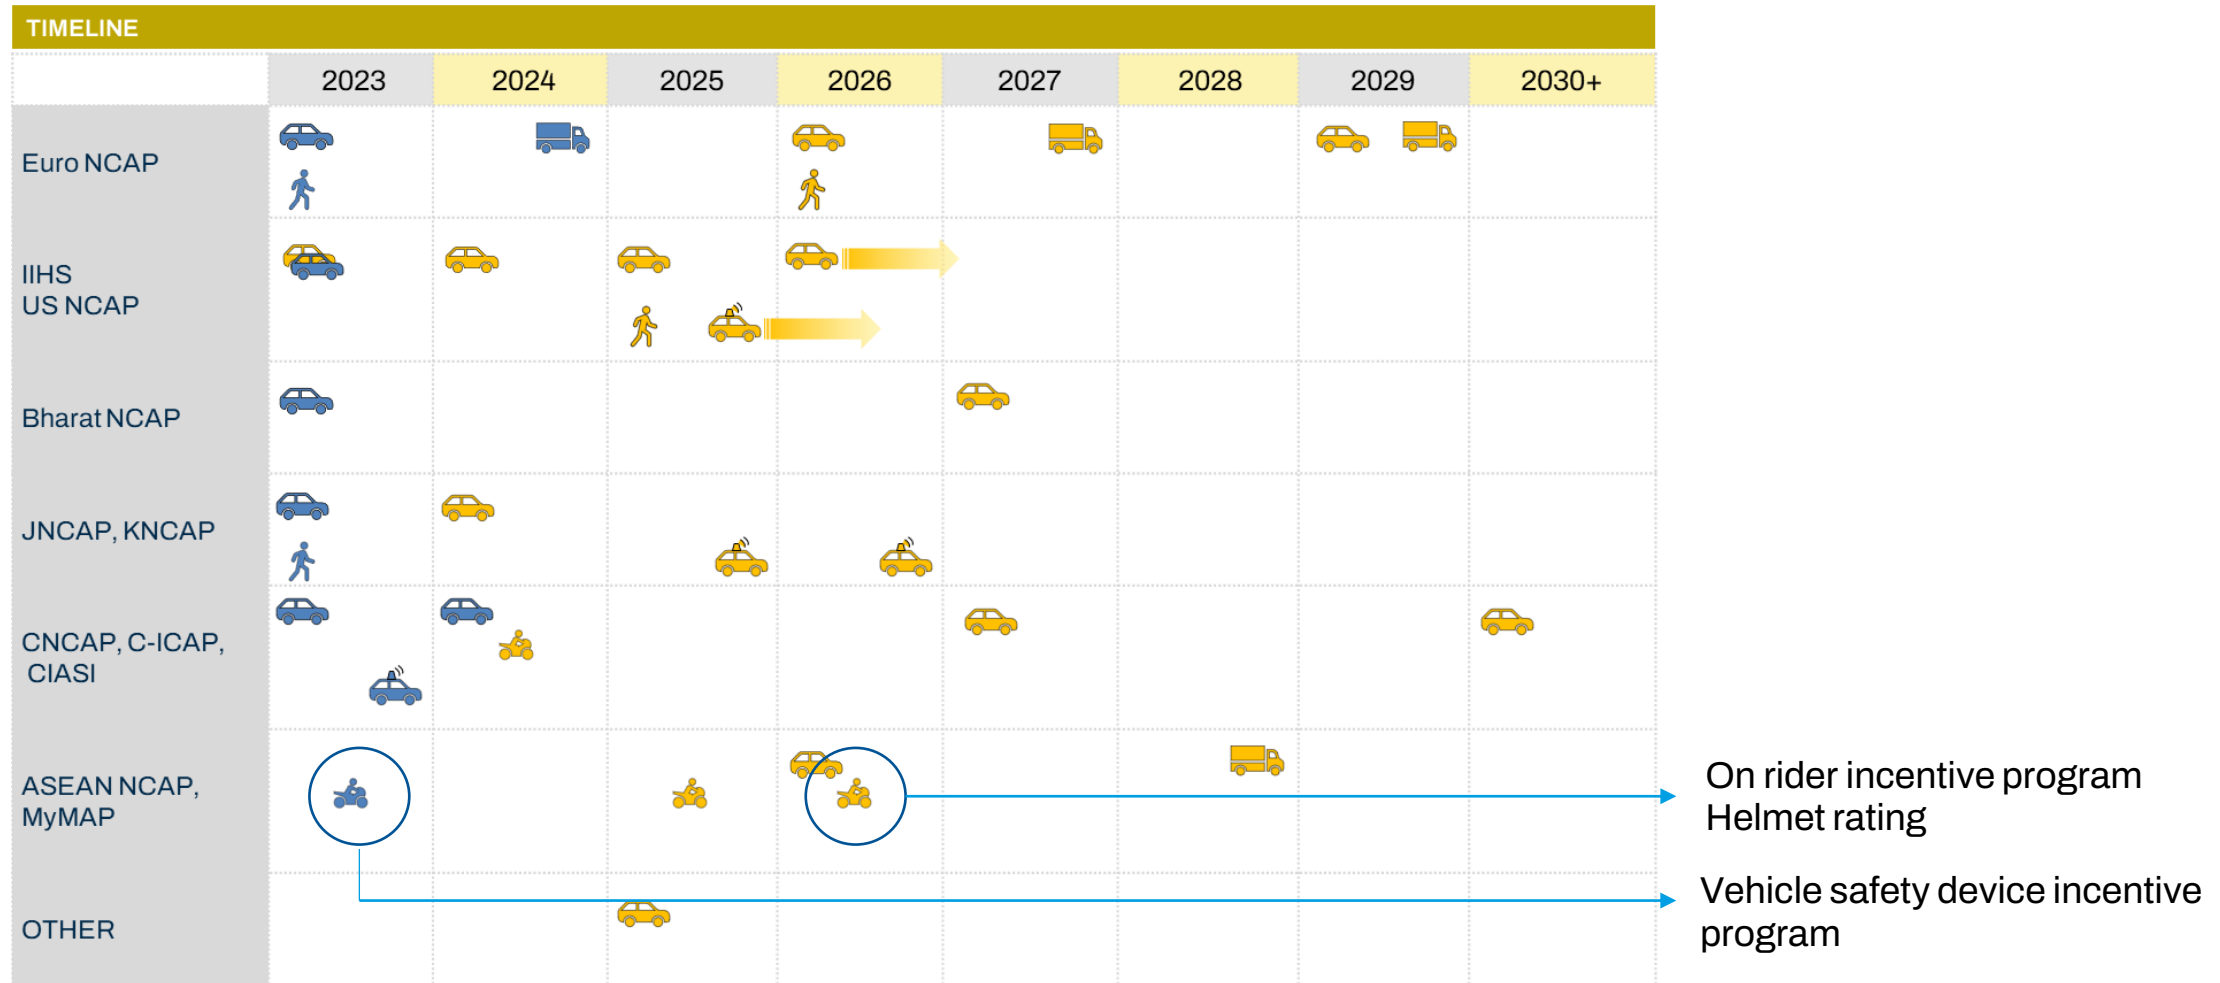 TIMELINE
2023 2024 2025 2026 2027 2028 2029 2030+
Euro NCAP
IIHS
US NCAP
Bharat NCAP
JNCAP, KNCAP
CNCAP, C-ICAP,
CIASI
ASEAN NCAP,
MyMAP
On rider incentive program
Helmet rating
Vehicle safety device incentive
program
OTHER